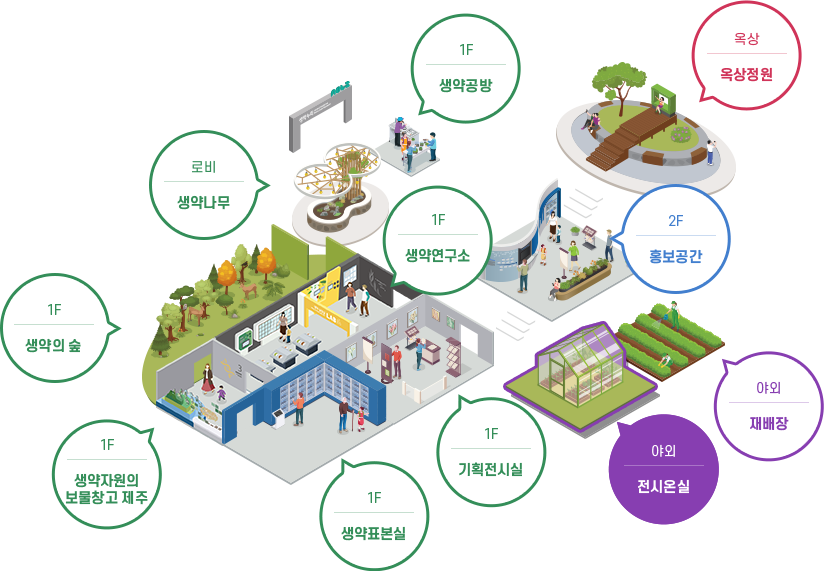 옥상
옥상정원
1F
생약공방
로비
생약나무
1F
생약연구소
2F
홍보공간
1F
생약의 숲
LAB
야외
재배장
1F
생약자원의
보물창고 제주
1F
기획전시실
야외
전시온실
1F
생약표본실